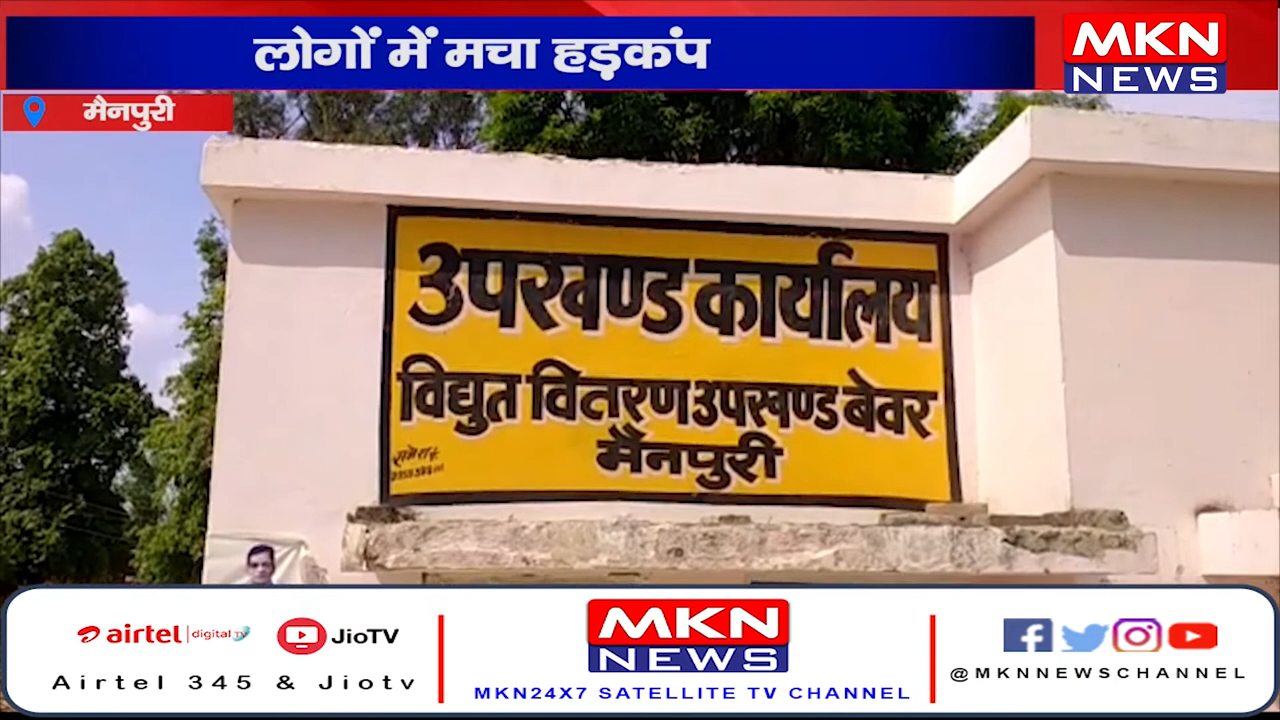 लोगों में मचा हड़कंप
MKN
NEWS
मैनपुरी
उपखण्ड कार्यालय
विद्युत वितरण उपखण्ड बेवर
मैनपुरी
airtel digital TV
JioTV
Airtel 345 & Jiotv
MKN
NEWS
MKN24X7 SATELLITE TV CHANNEL
@MKNNEWSCHANNEL